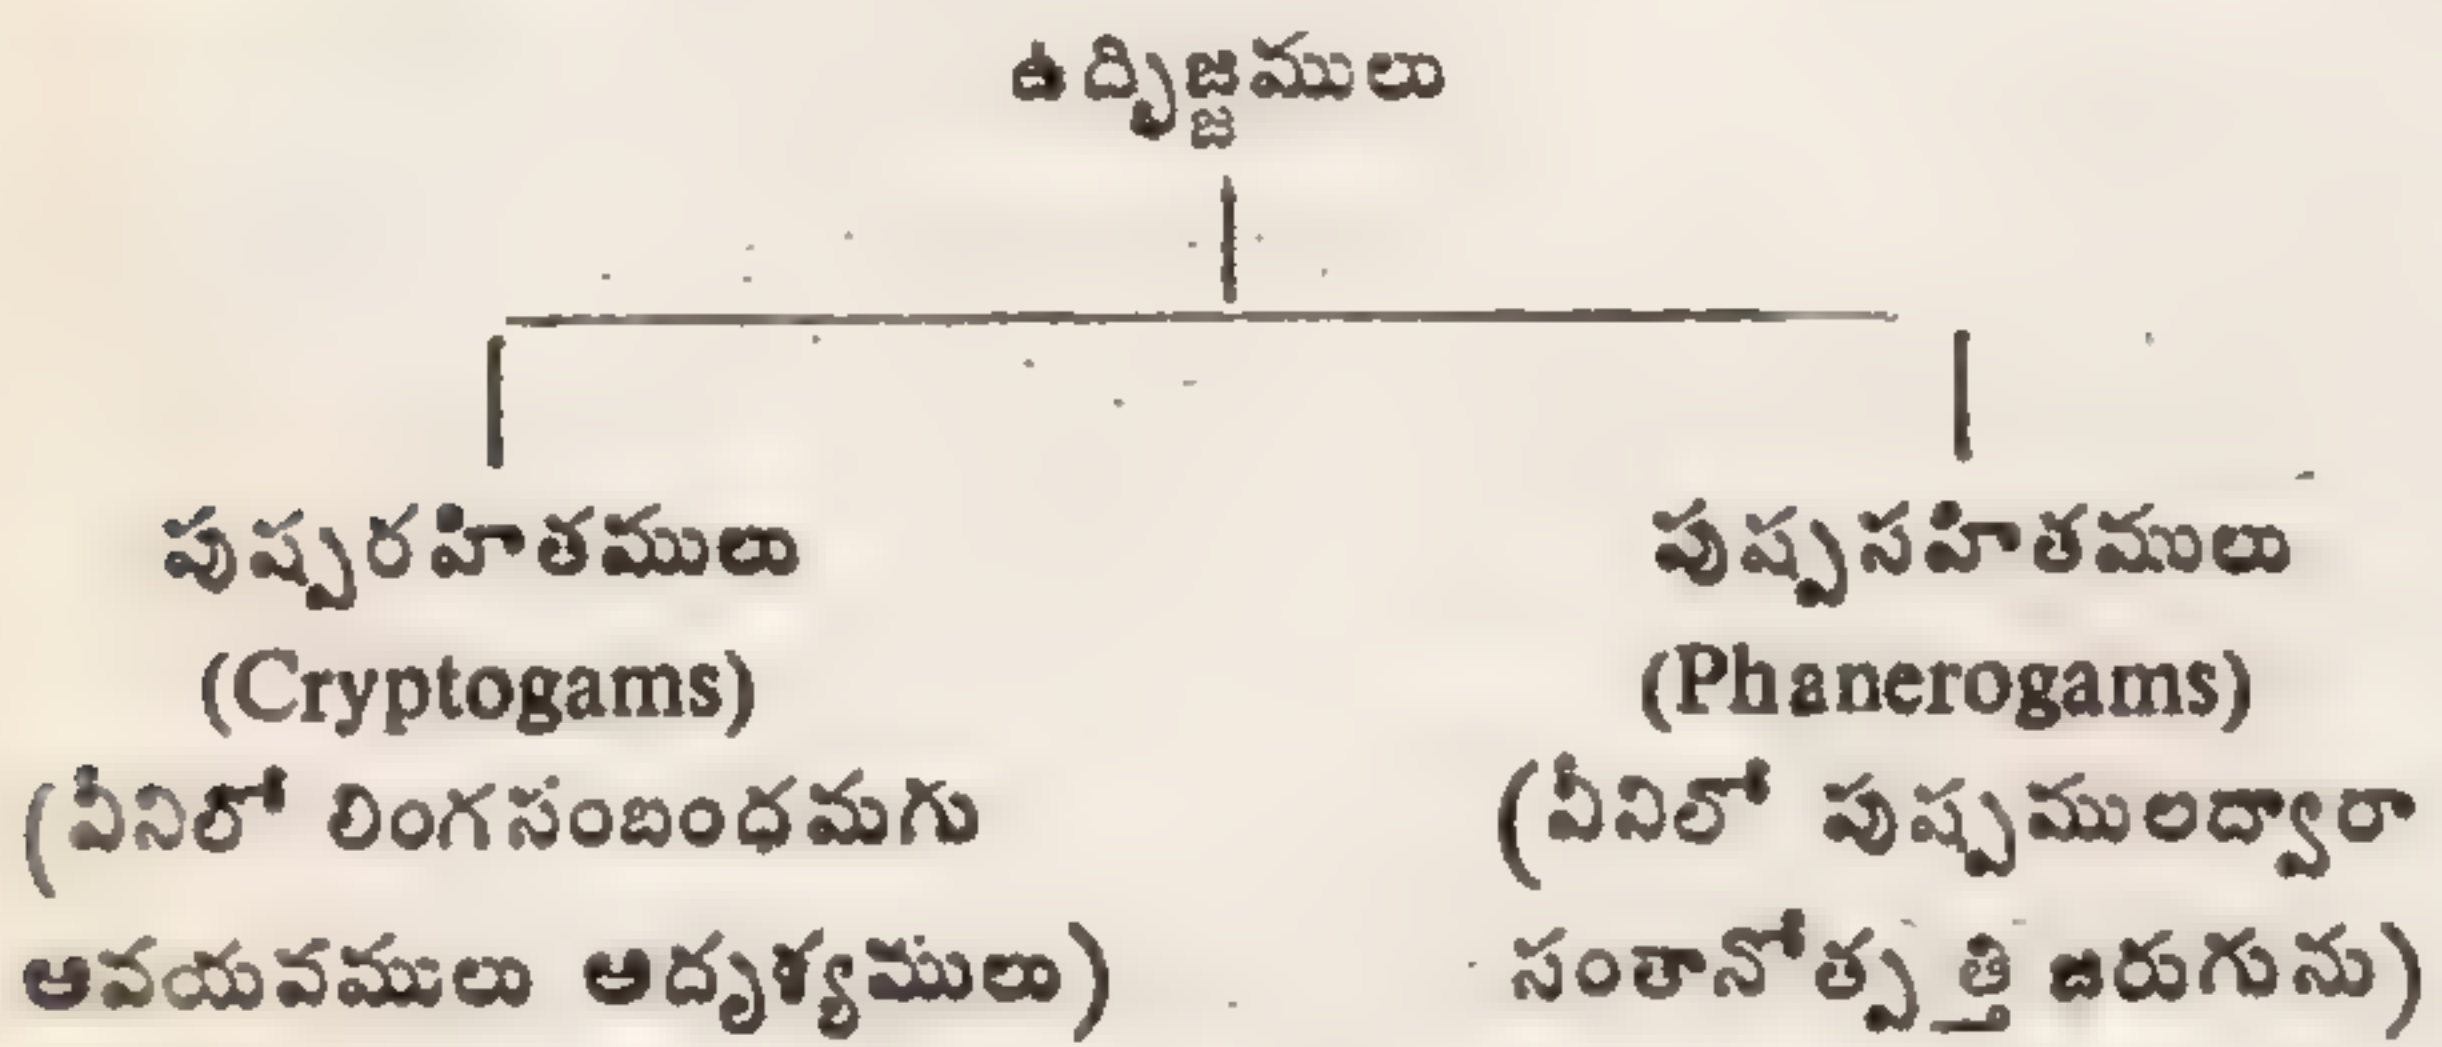 ఉద్భిజ్జములు
పుష్పరహితములు
(Cryptogams)
(వీనిలో లింగసంబంధమగు
అవయవములు అదృశ్యములు)
పుష్పసహితములు
(Phanerogams)
(వీనిలో పుష్పములద్వారా
సంతానోత్పత్తి జరుగును)